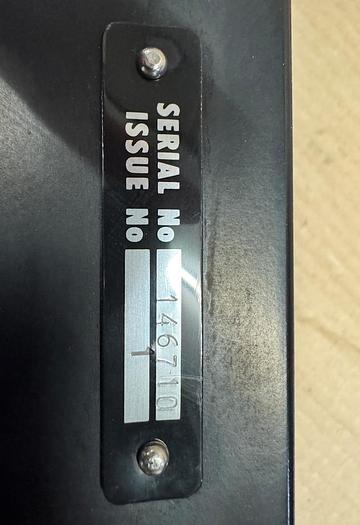 SERIAL No 146710
ISSUE No 1